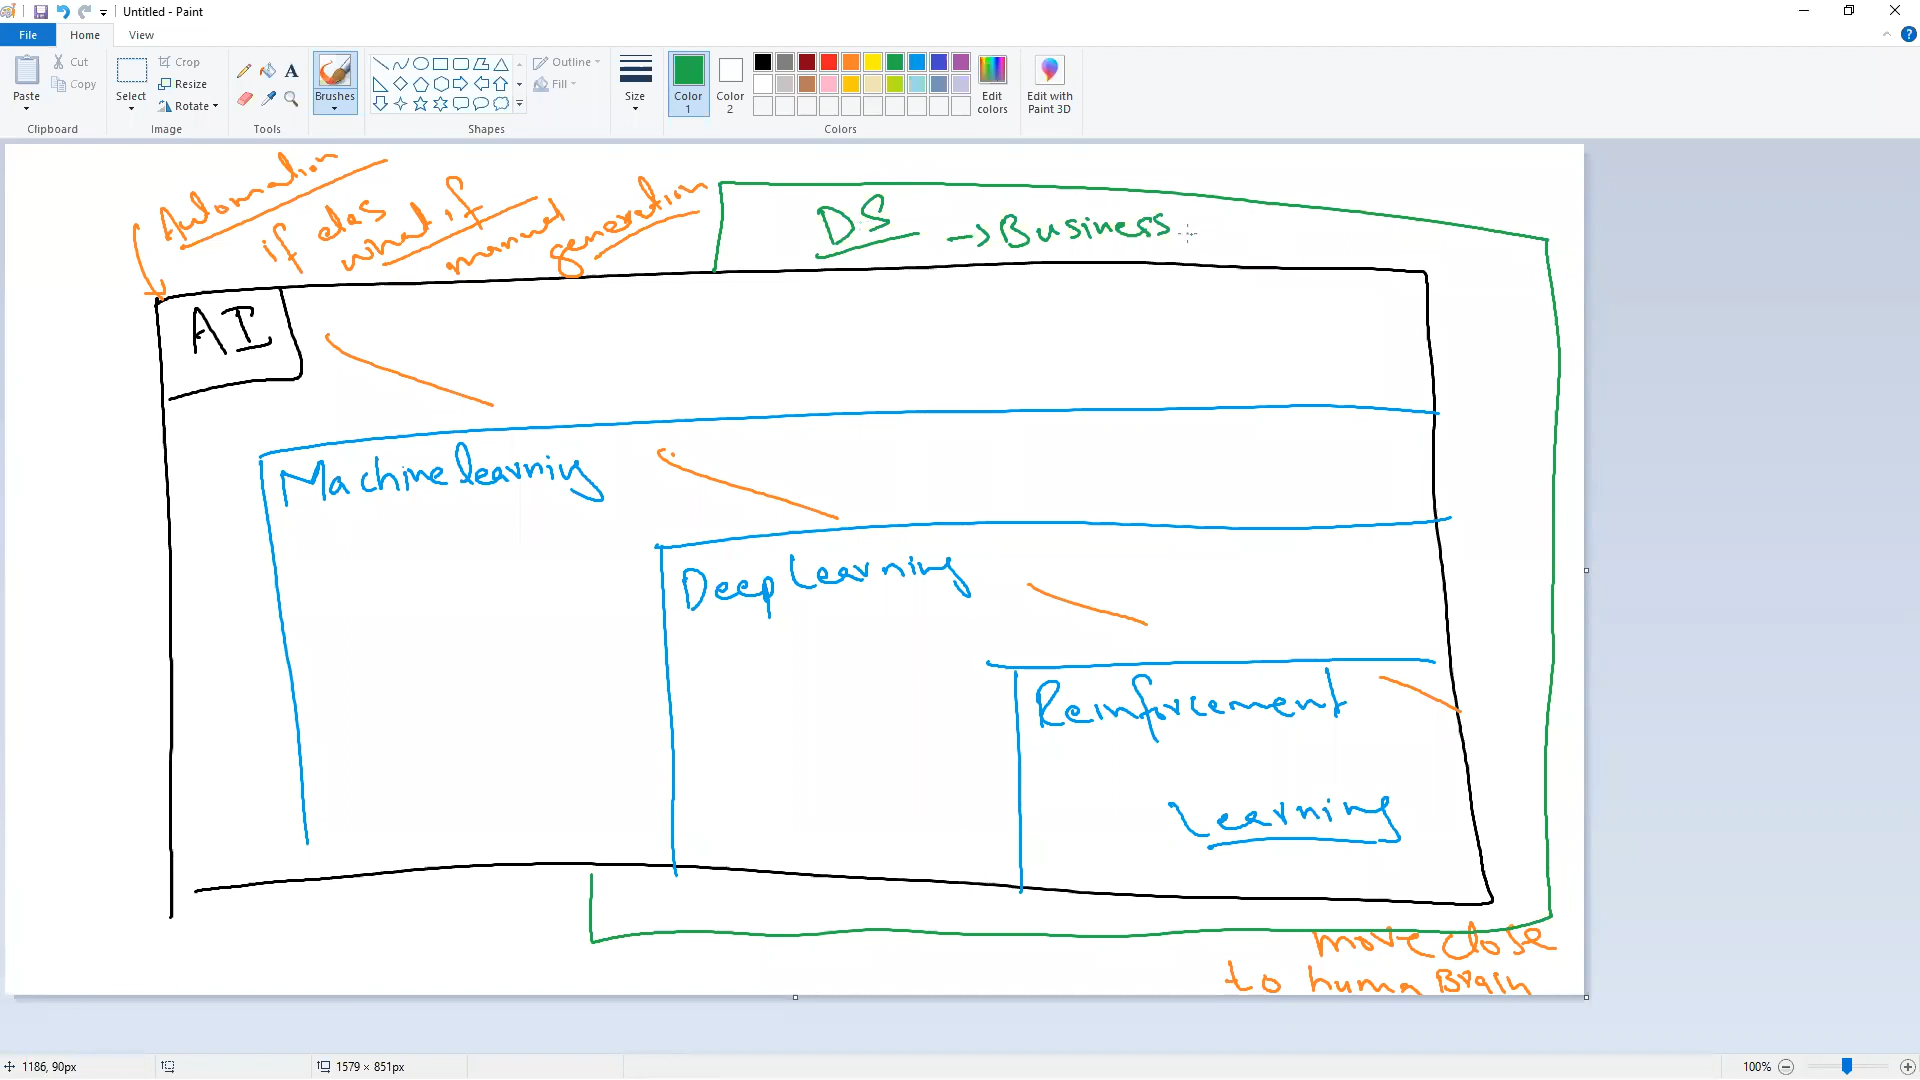 Untitled - Paint
File Home View
Paste
Cut
Copy
Clipboard
Select
Crop
Resize
Rotate
Image
Tools
Brushes
Shapes
Outline
Fill
Size
Color 1
Color 2
Colors
Edit colors
Edit with Paint 3D
Automation
if elas
what if
manual
generation
DS -> Business
AI
Machine learning
Deep Learning
Reinforcement
Learning
move close
to human Brain
1186, 90px
1579 × 851px
100%